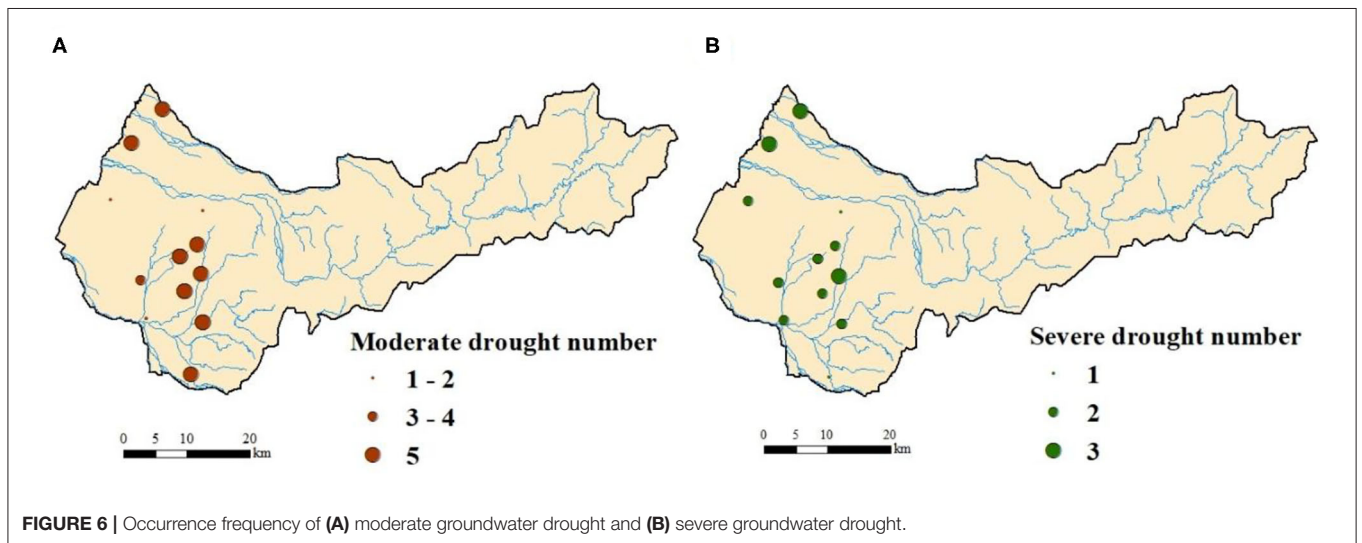 A
B
Moderate drought number
1 - 2
3 - 4
5
0 5 10 20
km
Severe drought number
1
2
3
0 5 10 20
km
FIGURE 6 | Occurrence frequency of (A) moderate groundwater drought and (B) severe groundwater drought.